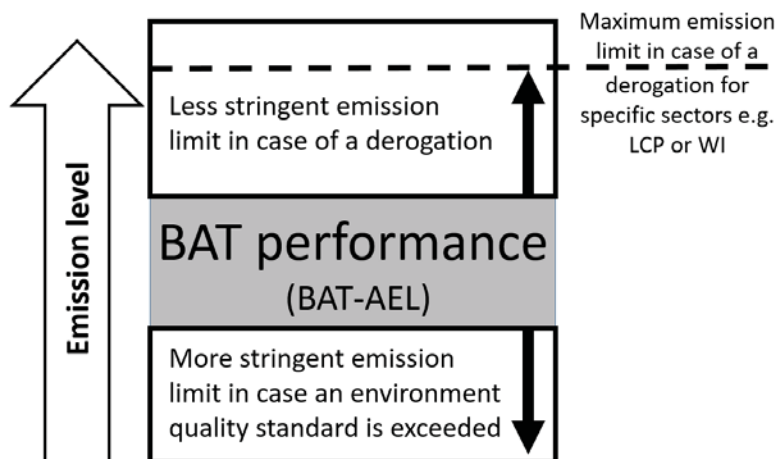 Emission level
Less stringent emission
limit in case of a derogation
BAT performance
(BAT-AEL)
More stringent emission
limit in case an environment
quality standard is exceeded
Maximum emission
limit in case of a
derogation for
specific sectors e.g.
LCP or WI